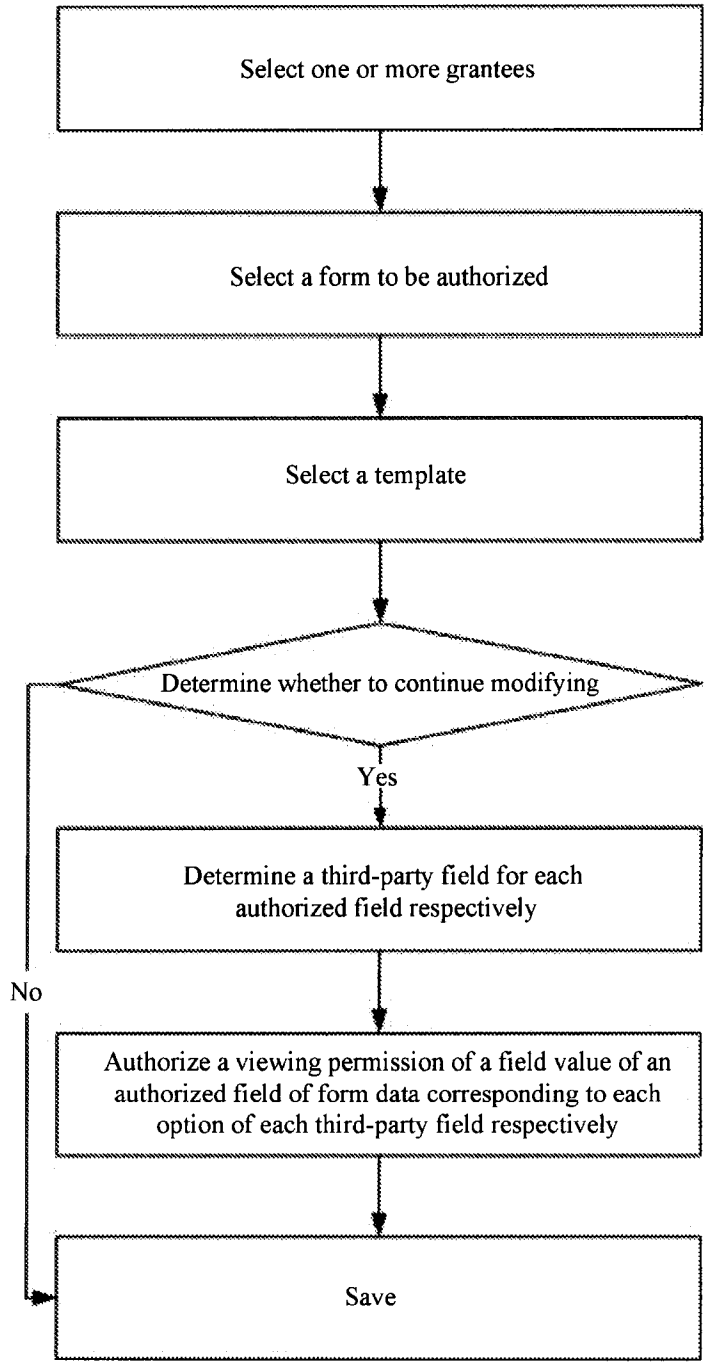 Select one or more grantees
Select a form to be authorized
Select a template
Determine whether to continue modifying
Yes
Determine a third-party field for each
authorized field respectively
No
Authorize a viewing permission of a field value of an
authorized field of form data corresponding to each
option of each third-party field respectively
Save